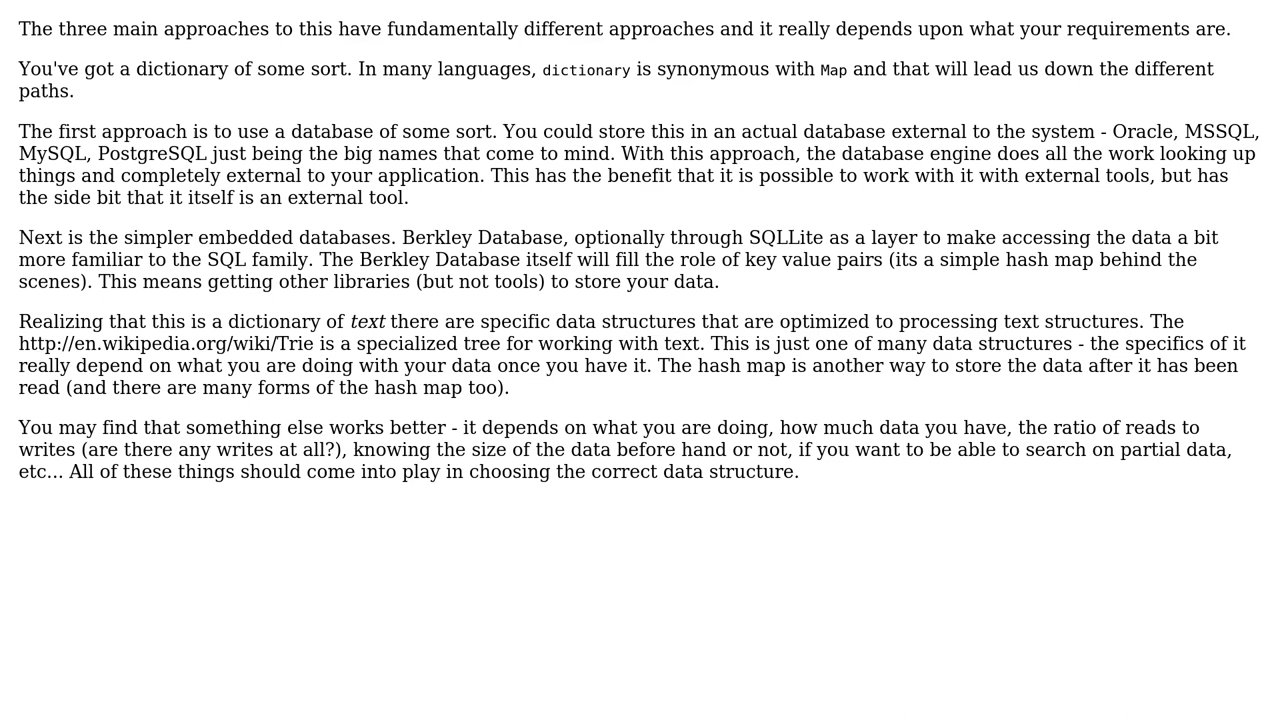 The three main approaches to this have fundamentally different approaches and it really depends upon what your requirements are.
You've got a dictionary of some sort. In many languages, dictionary is synonymous with Map and that will lead us down the different
paths.
The first approach is to use a database of some sort. You could store this in an actual database external to the system - Oracle, MSSQL,
MySQL, PostgreSQL just being the big names that come to mind. With this approach, the database engine does all the work looking up
things and completely external to your application. This has the benefit that it is possible to work with it with external tools, but has
the side bit that it itself is an external tool.
Next is the simpler embedded databases. Berkley Database, optionally through SQLLite as a layer to make accessing the data a bit
more familiar to the SQL family. The Berkley Database itself will fill the role of key value pairs (its a simple hash map behind the
scenes). This means getting other libraries (but not tools) to store your data.
Realizing that this is a dictionary of text there are specific data structures that are optimized to processing text structures. The
http://en.wikipedia.org/wiki/Trie is a specialized tree for working with text. This is just one of many data structures - the specifics of it
really depend on what you are doing with your data once you have it. The hash map is another way to store the data after it has been
read (and there are many forms of the hash map too).
You may find that something else works better - it depends on what you are doing, how much data you have, the ratio of reads to
writes (are there any writes at all?), knowing the size of the data before hand or not, if you want to be able to search on partial data,
etc... All of these things should come into play in choosing the correct data structure.